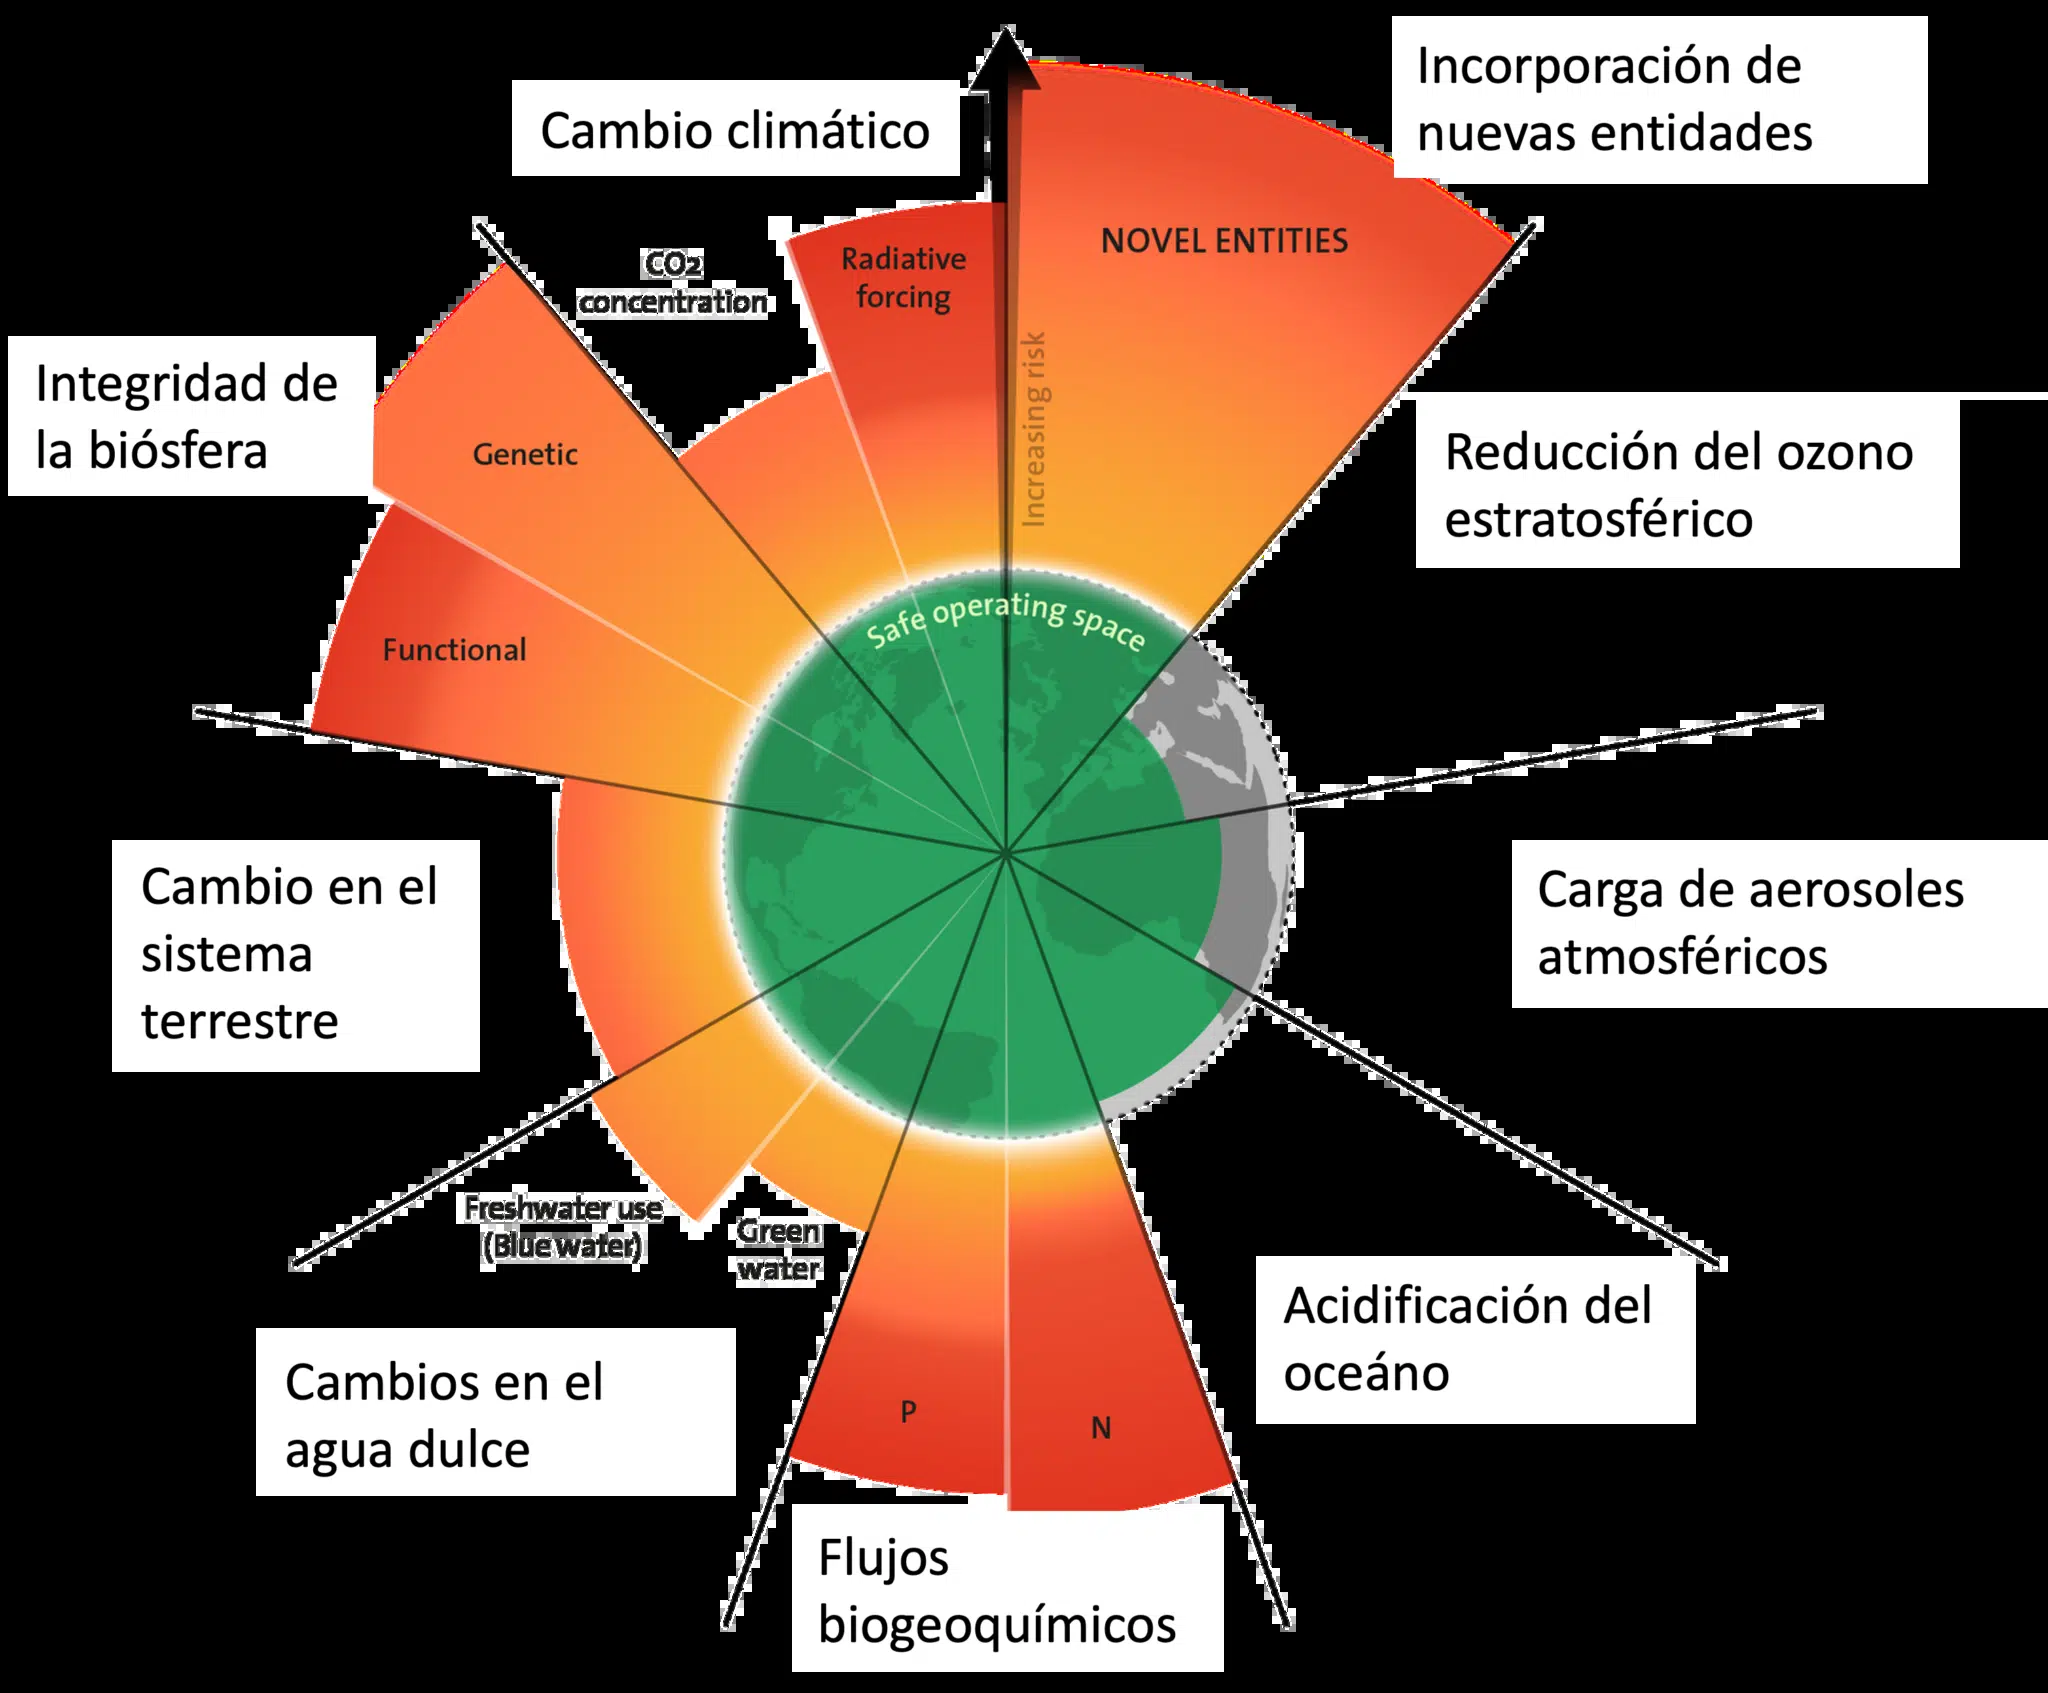 Incorporación de
nuevas entidades
Cambio climático
NOVEL ENTITIES
CO2
concentration
Radiative
forcing
Increasing risk
Integridad de
la biósfera
Genetic
Functional
Reducción del ozono
estratosférico
Safe operating space
Cambio en el
sistema
terrestre
Carga de aerosoles
atmosféricos
Freshwater use
(Blue water)
Green
water
Acidificación del
oceáno
Cambios en el
agua dulce
P
N
Flujos
biogeoquímicos